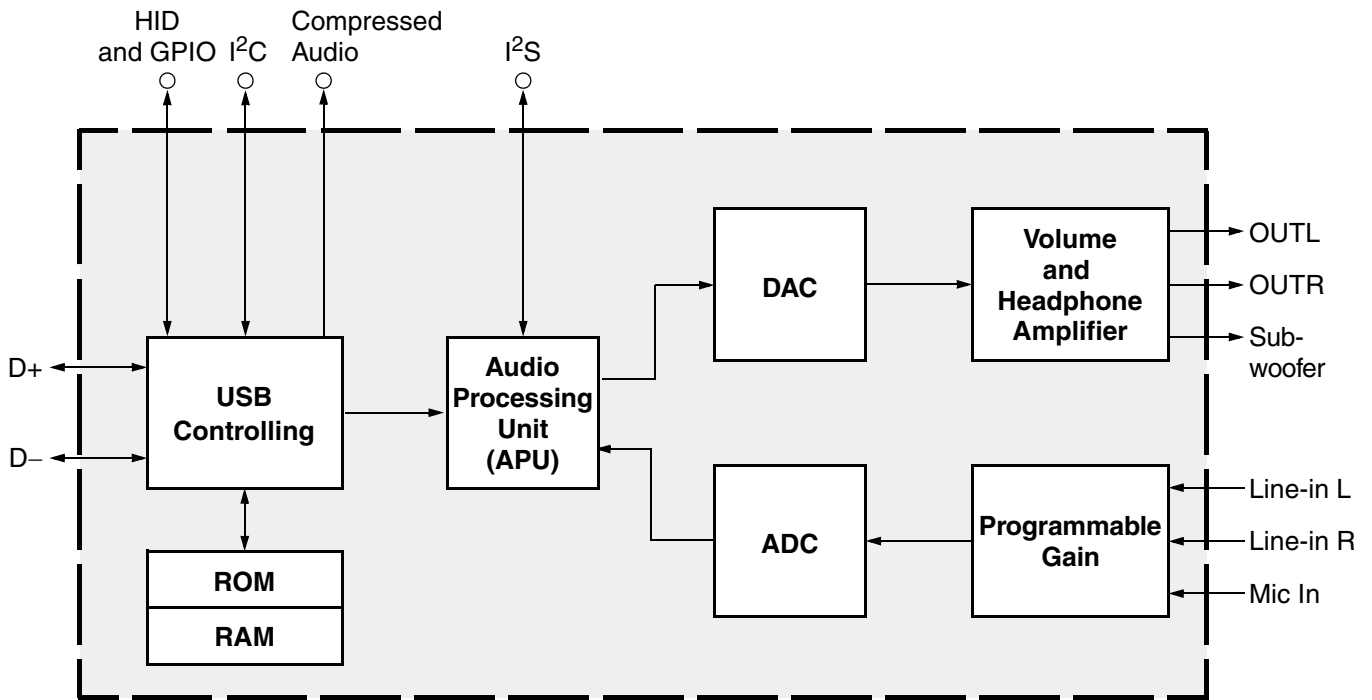 HID
and GPIO
I²C
Compressed
Audio
I²S
D+
D−
USB
Controlling
ROM
RAM
Audio
Processing
Unit
(APU)
DAC
ADC
Volume
and
Headphone
Amplifier
Programmable
Gain
OUTL
OUTR
Sub-
woofer
Line-in L
Line-in R
Mic In